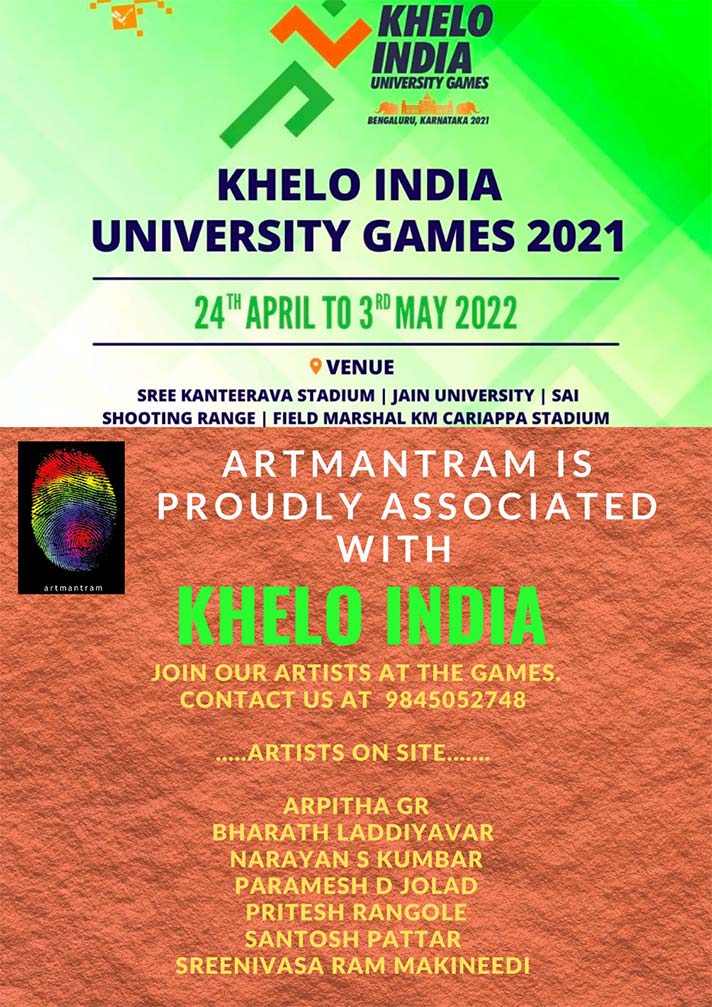 KHELO
INDIA
UNIVERSITY GAMES
BENGALURU, KARNATAKA 2021
KHELO INDIA
UNIVERSITY GAMES 2021
24TH APRIL TO 3RD MAY 2022
VENUE
SREE KANTEERAVA STADIUM | JAIN UNIVERSITY | SAI
SHOOTING RANGE | FIELD MARSHAL KM CARIAPPA STADIUM
artmantram
ARTMANTRAM IS
PROUDLY ASSOCIATED
WITH
KHELO INDIA
JOIN OUR ARTISTS AT THE GAMES.
CONTACT US AT 9845052748
.....ARTISTS ON SITE.......
ARPITHA GR
BHARATH LADDIYAVAR
NARAYAN S KUMBAR
PARAMESH D JOLAD
PRITESH RANGOLE
SANTOSH PATTAR
SREENIVASA RAM MAKINEEDI